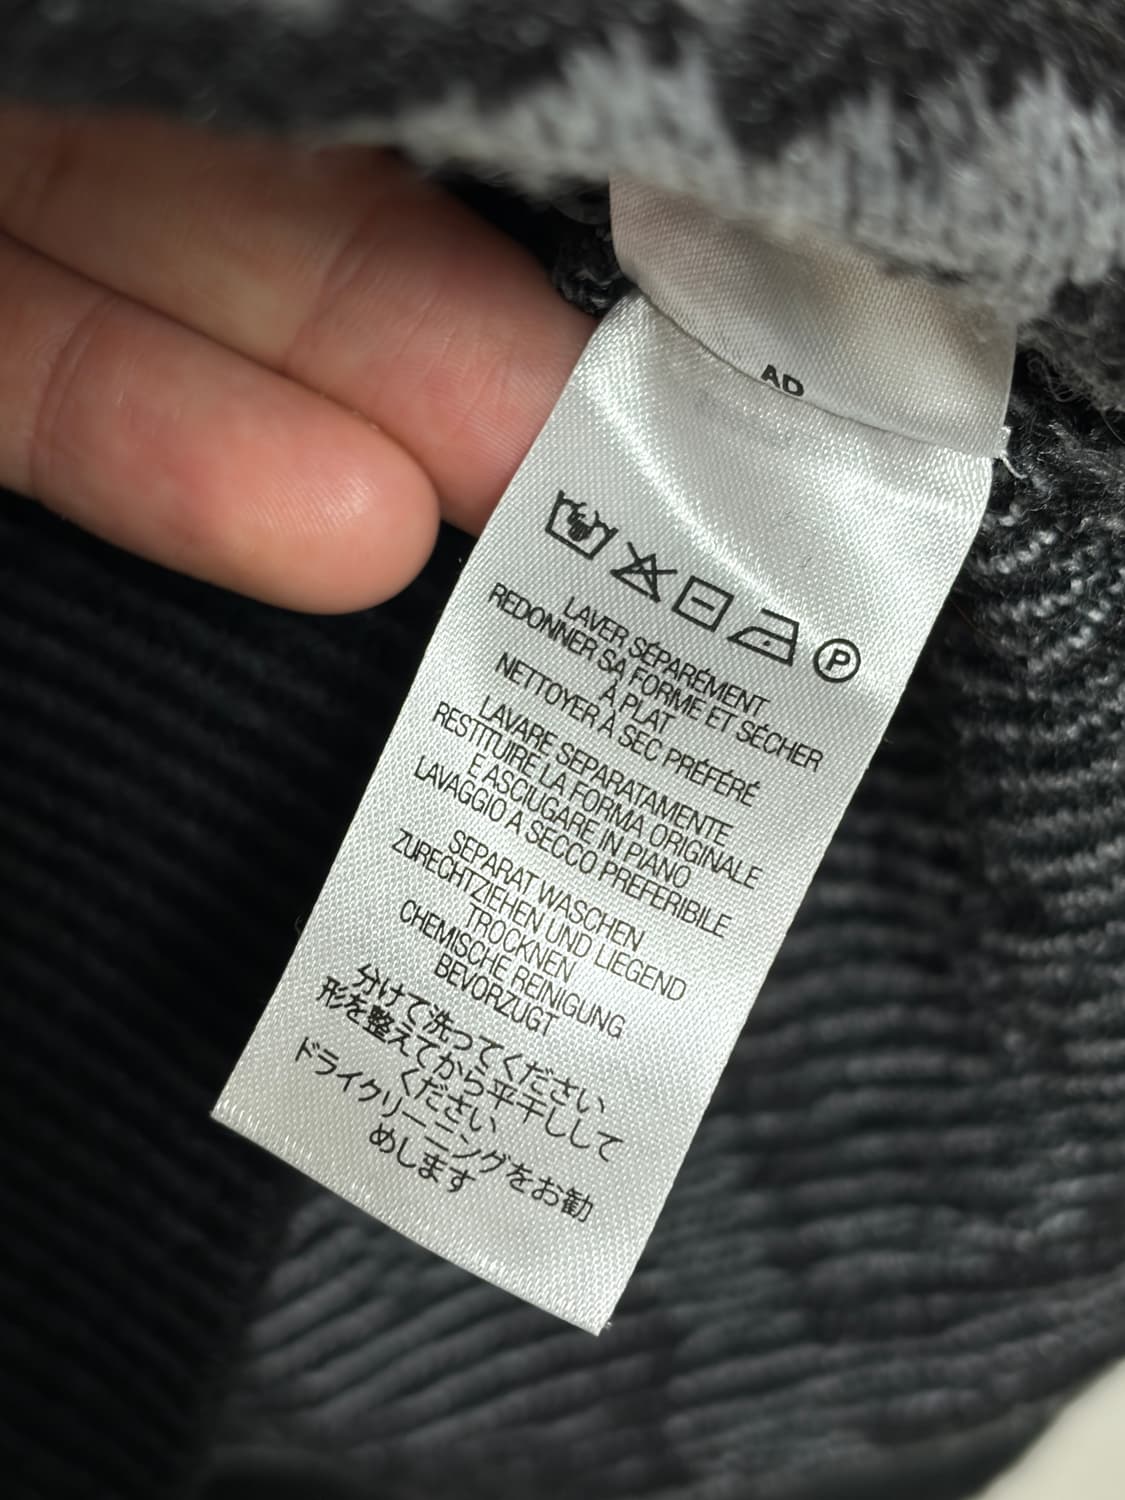 AD
P
LAVER SÉPARÉMENT
REDONNER SA FORME ET SÉCHER
À PLAT
NETTOYER À SEC PRÉFÉRÉ
LAVARE SEPARATAMENTE
RESTITUIRE LA FORMA ORIGINALE
E ASCIUGARE IN PIANO
LAVAGGIO A SECCO PREFERIBILE
SEPARAT WASCHEN
ZURECHTZIEHEN UND LIEGEND
TROCKNEN
CHEMISCHE REINIGUNG
BEVORZUGT
分けて洗ってください
形を整えてから平干しして
ください
ドライクリーニングをお勧
めします